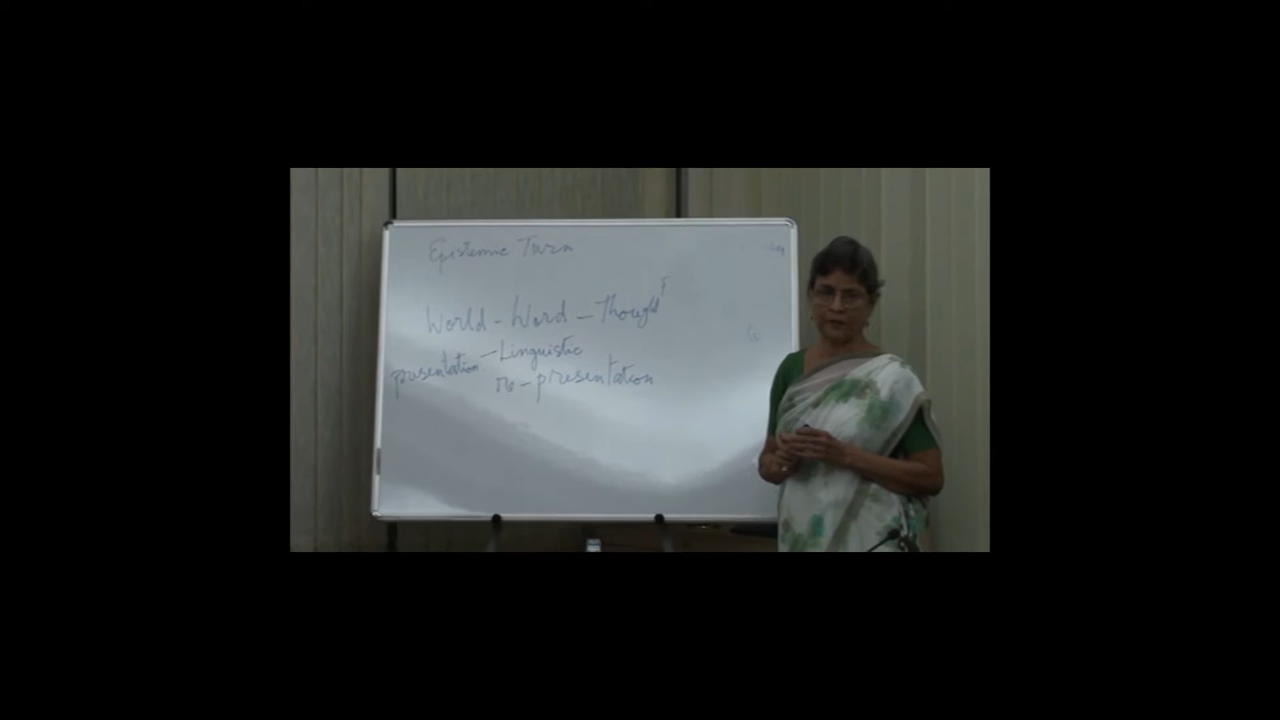 Epistemic Turn
World - Word - Thought
presentation - Linguistic
re - presentation